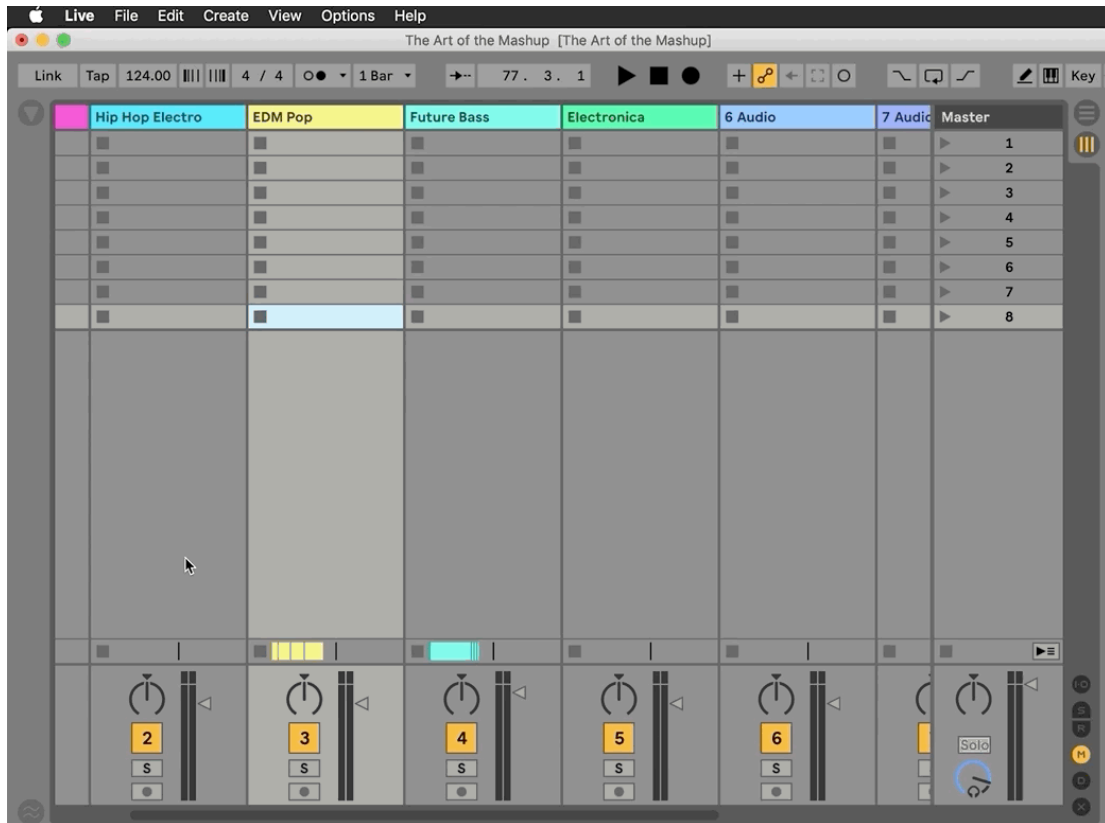 Live File Edit Create View Options Help
The Art of the Mashup [The Art of the Mashup]
Link Tap 124.00 4 / 4 1 Bar 77. 3. 1 Key
Hip Hop Electro EDM Pop Future Bass Electronica 6 Audio 7 Audio Master
1
2
3
4
5
6
7
8
2 3 4 5 6 Solo
S S S S S
I-O
S
R
M
D
X